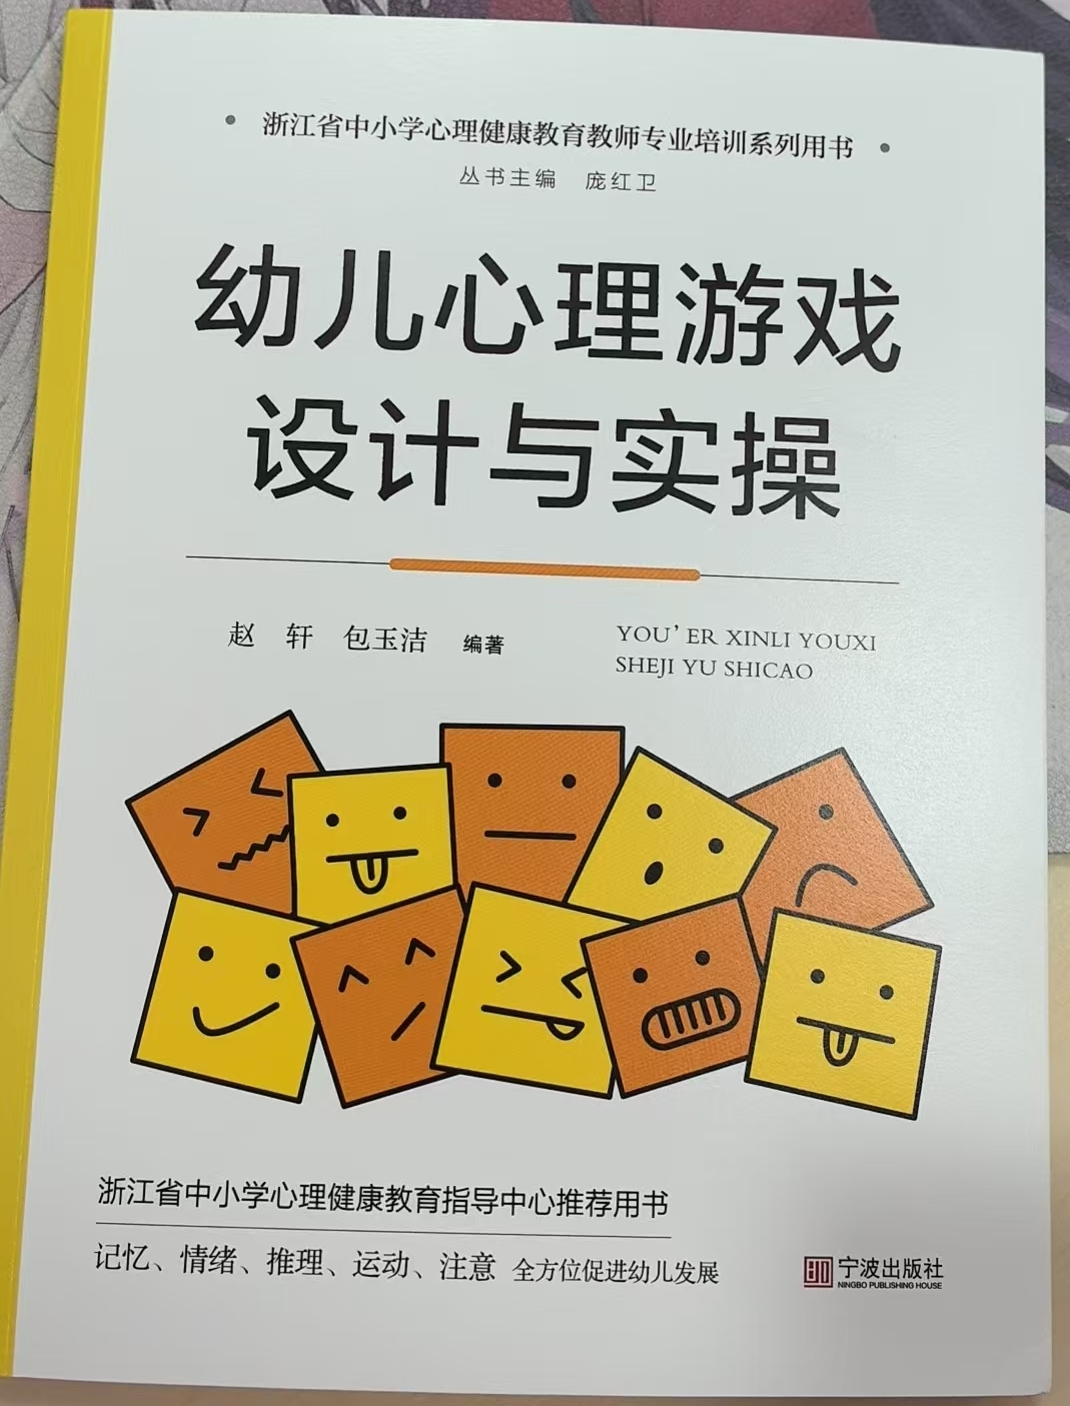 浙江省中小学心理健康教育教师专业培训系列用书
丛书主编 庞红卫
幼儿心理游戏
设计与实操
赵 轩 包玉洁 编著
YOU'ER XINLI YOUXI
SHEJI YU SHICAO
浙江省中小学心理健康教育指导中心推荐用书
记忆、情绪、推理、运动、注意 全方位促进幼儿发展
宁波出版社
NINGBO PUBLISHING HOUSE